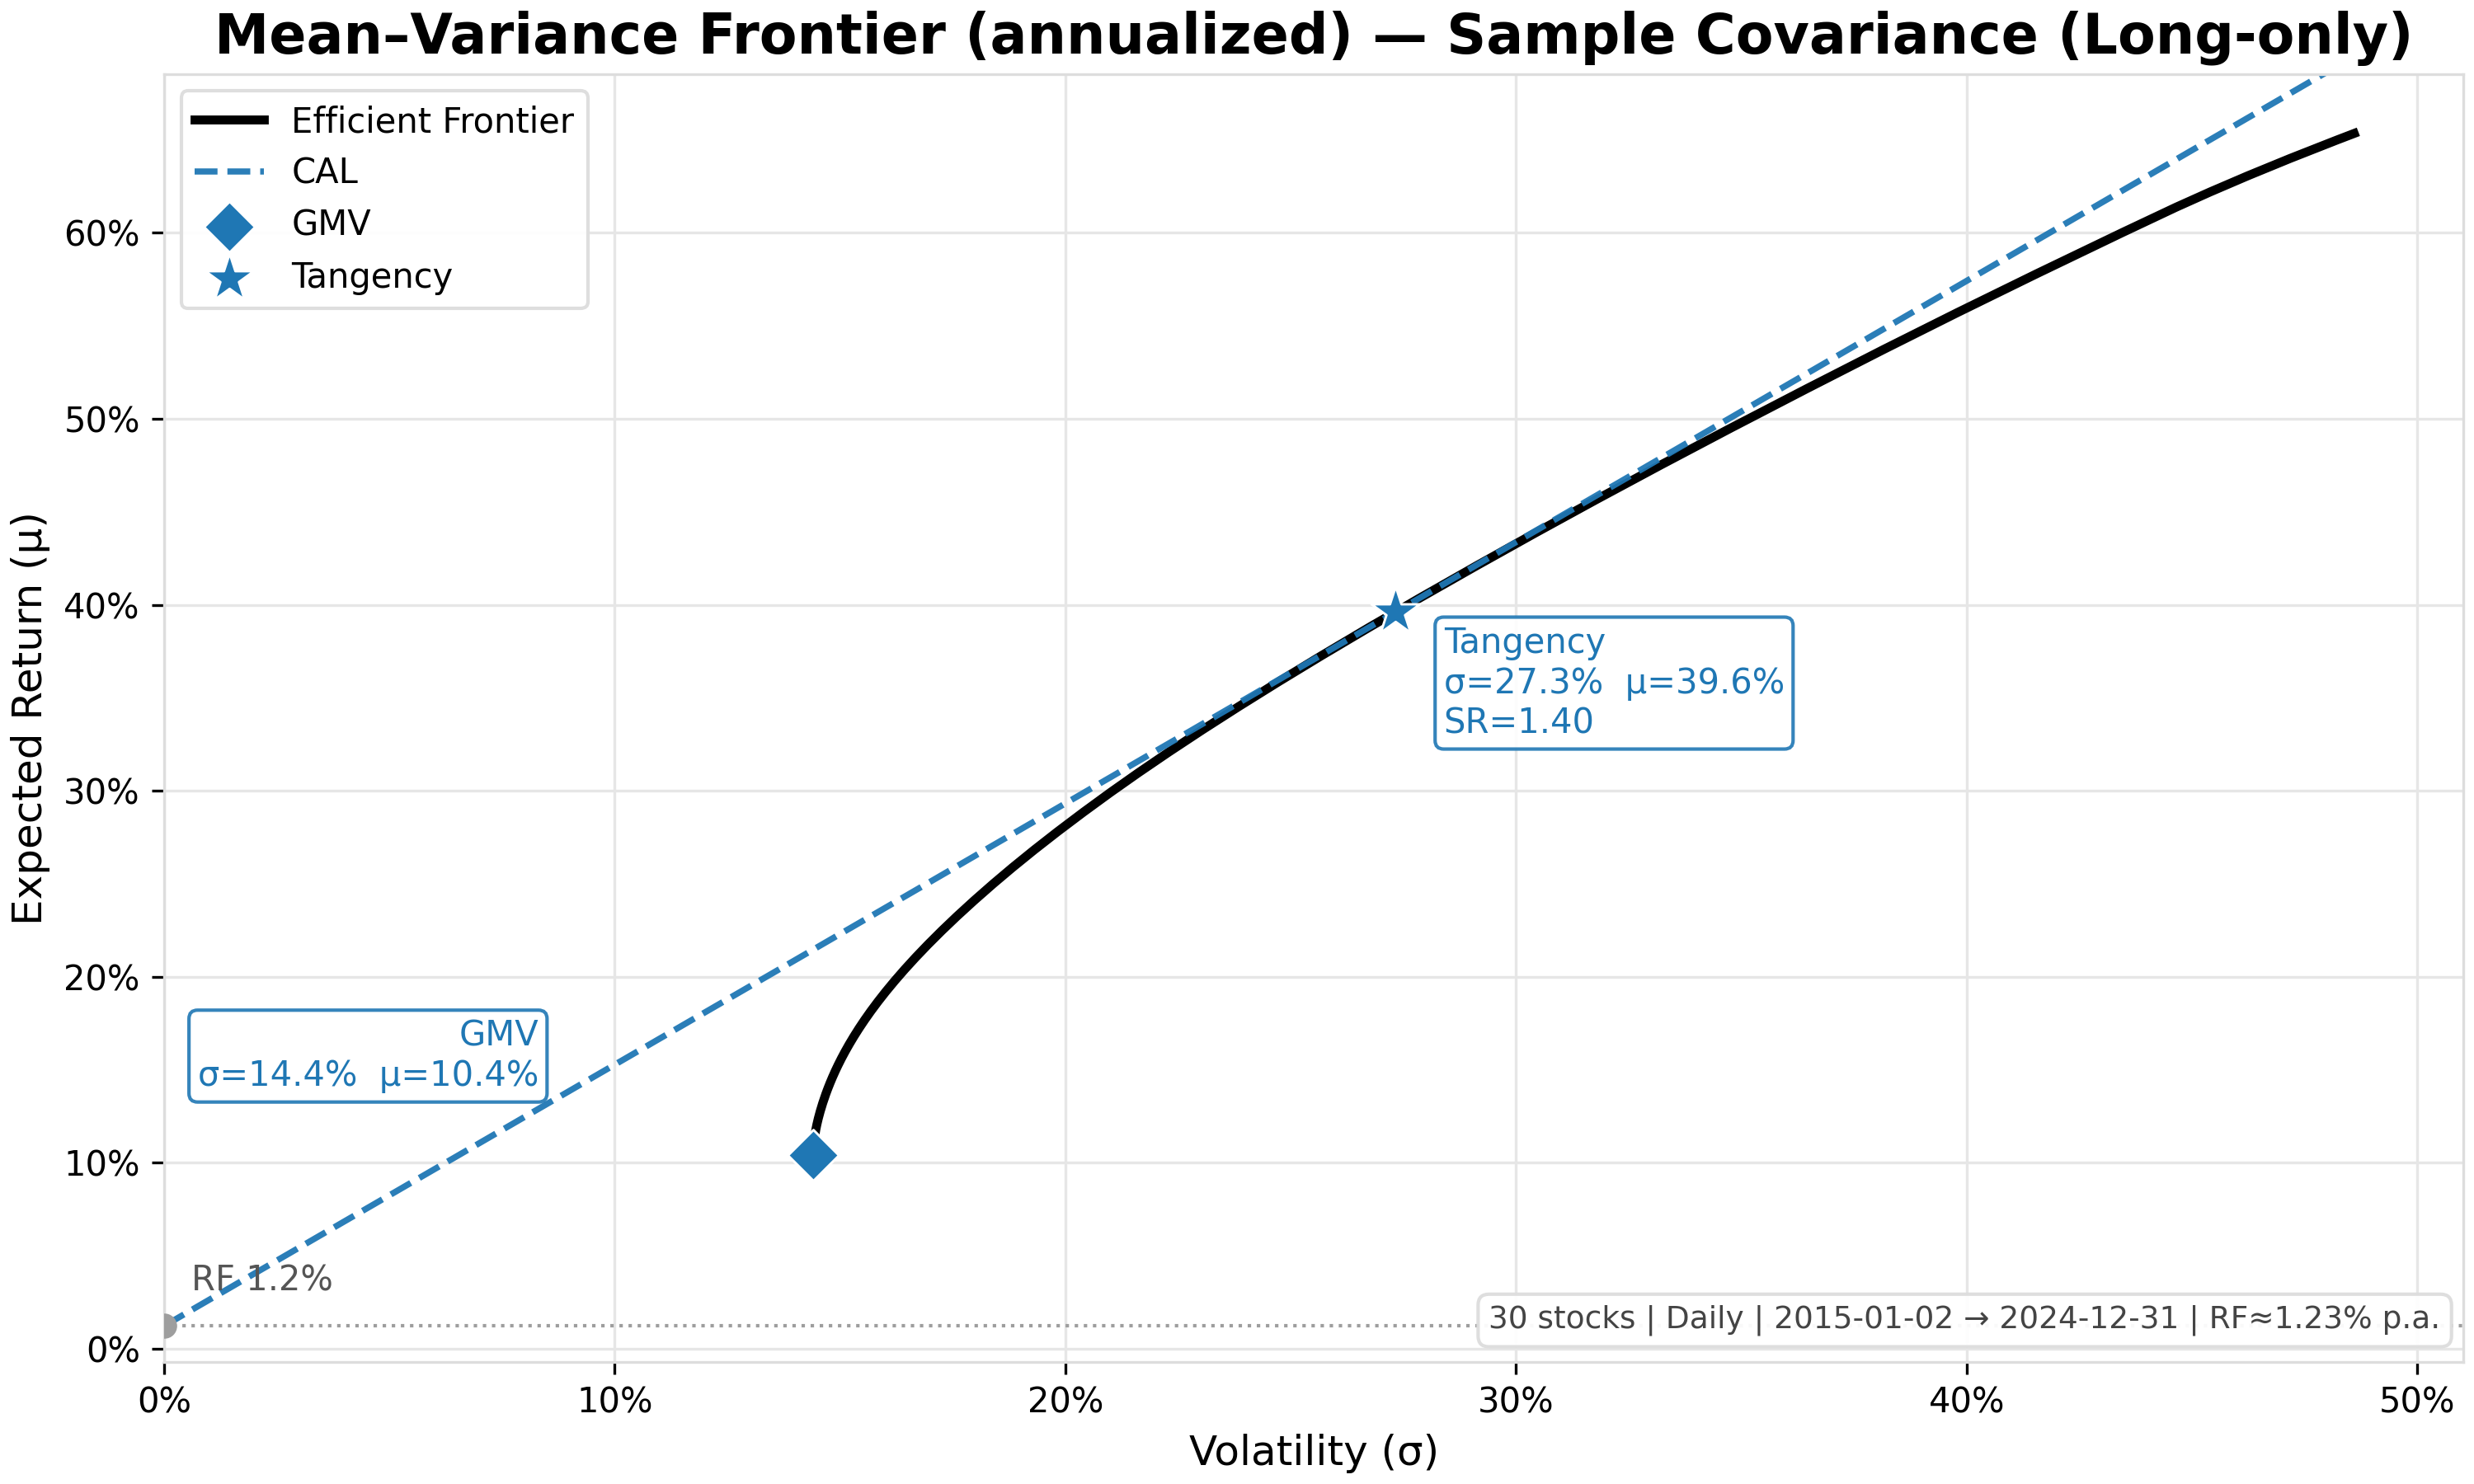 Mean–Variance Frontier (annualized) — Sample Covariance (Long-only)
Efficient Frontier
CAL
GMV
Tangency
60%
50%
40%
30%
20%
10%
0%
Expected Return (μ)
Tangency
σ=27.3%  μ=39.6%
SR=1.40
GMV
σ=14.4%  μ=10.4%
RF 1.2%
30 stocks | Daily | 2015-01-02 → 2024-12-31 | RF≈1.23% p.a.
0%
10%
20%
30%
40%
50%
Volatility (σ)